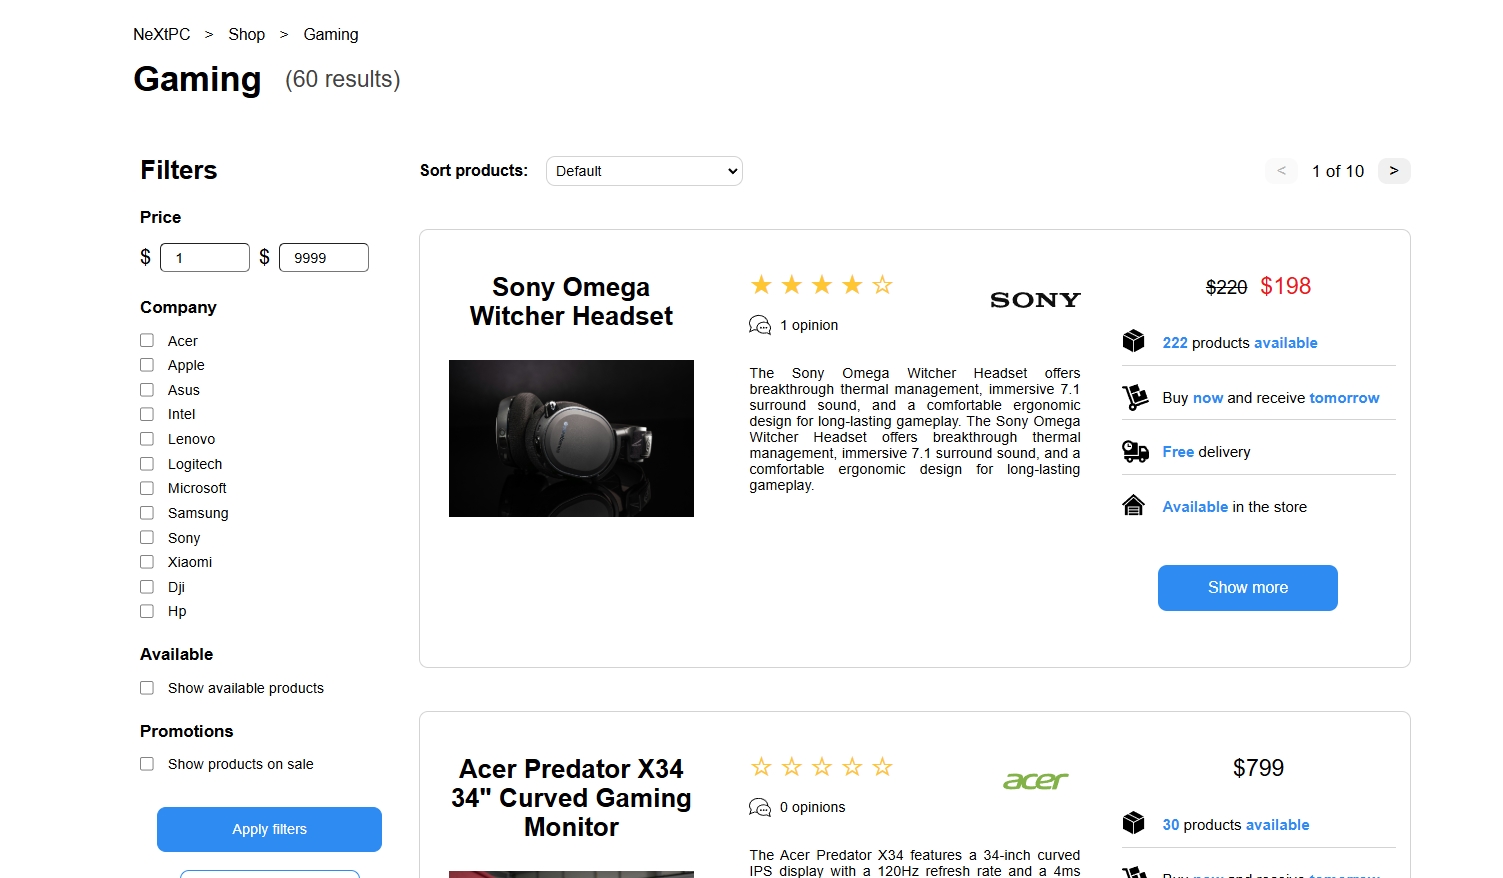 NeXtPC > Shop > Gaming
Gaming (60 results)
Filters
Price
$ 1 $ 9999
Company
Acer
Apple
Asus
Intel
Lenovo
Logitech
Microsoft
Samsung
Sony
Xiaomi
Dji
Hp
Available
Show available products
Promotions
Show products on sale
Apply filters
Sort products: Default
< 1 of 10 >
Sony Omega
Witcher Headset
1 opinion
SONY
The Sony Omega Witcher Headset offers
breakthrough thermal management, immersive 7.1
surround sound, and a comfortable ergonomic
design for long-lasting gameplay. The Sony Omega
Witcher Headset offers breakthrough thermal
management, immersive 7.1 surround sound, and a
comfortable ergonomic design for long-lasting
gameplay.
$220 $198
222 products available
Buy now and receive tomorrow
Free delivery
Available in the store
Show more
Acer Predator X34
34" Curved Gaming
Monitor
0 opinions
acer
The Acer Predator X34 features a 34-inch curved
IPS display with a 120Hz refresh rate and a 4ms
$799
30 products available
Buy now and receive tomorrow